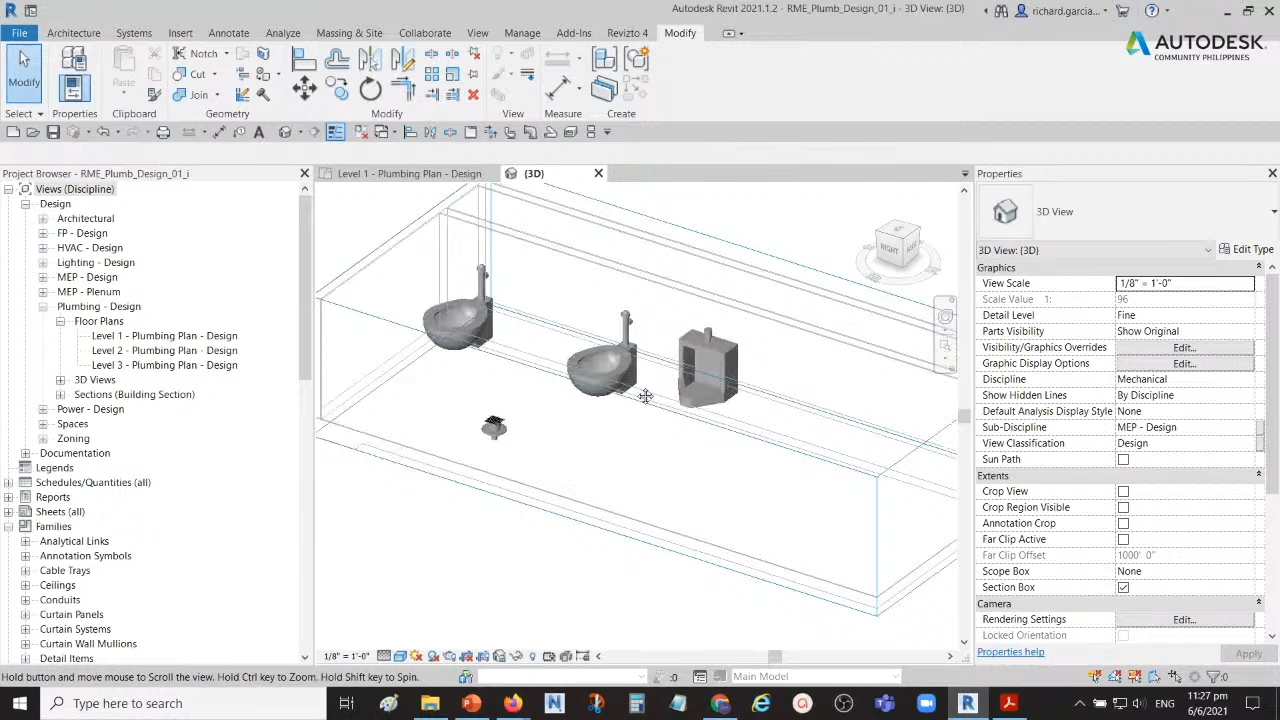 Autodesk Revit 2021.1.2 - RME_Plumb_Design_01_i - 3D View: {3D}
richard.garcia...
File Architecture Systems Insert Annotate Analyze Massing & Site Collaborate View Manage Add-Ins Revizto 4 Modify
AUTODESK.
COMMUNITY PHILIPPINES
Modify
Paste
Notch
Cut
Join
Select Properties Clipboard Geometry Modify View Measure Create
Project Browser - RME_Plumb_Design_01_i
Views (Discipline)
Design
Architectural
FP - Design
HVAC - Design
Lighting - Design
MEP - Design
MEP - Plenum
Plumbing - Design
Floor Plans
Level 1 - Plumbing Plan - Design
Level 2 - Plumbing Plan - Design
Level 3 - Plumbing Plan - Design
3D Views
Sections (Building Section)
Power - Design
Spaces
Zoning
Documentation
Legends
Schedules/Quantities (all)
Reports
Sheets (all)
Families
Analytical Links
Annotation Symbols
Cable Trays
Ceilings
Conduits
Curtain Panels
Curtain Systems
Curtain Wall Mullions
Detail Items
Level 1 - Plumbing Plan - Design
{3D}
RIGHT
1/8" = 1'-0"
Properties
3D View
3D View: {3D}
Edit Type
Graphics
View Scale 1/8" = 1'-0"
Scale Value 1: 96
Detail Level Fine
Parts Visibility Show Original
Visibility/Graphics Overrides Edit...
Graphic Display Options Edit...
Discipline Mechanical
Show Hidden Lines By Discipline
Default Analysis Display Style None
Sub-Discipline MEP - Design
View Classification Design
Sun Path
Extents
Crop View
Crop Region Visible
Annotation Crop
Far Clip Active
Far Clip Offset 1000' 0"
Scope Box None
Section Box
Camera
Rendering Settings Edit...
Locked Orientation
Properties help
Apply
Hold button and move mouse to Scroll the view. Hold Ctrl key to Zoom. Hold Shift key to Spin.
:0
Main Model
:0
Type here to search
ENG
11:27 pm
6/6/2021